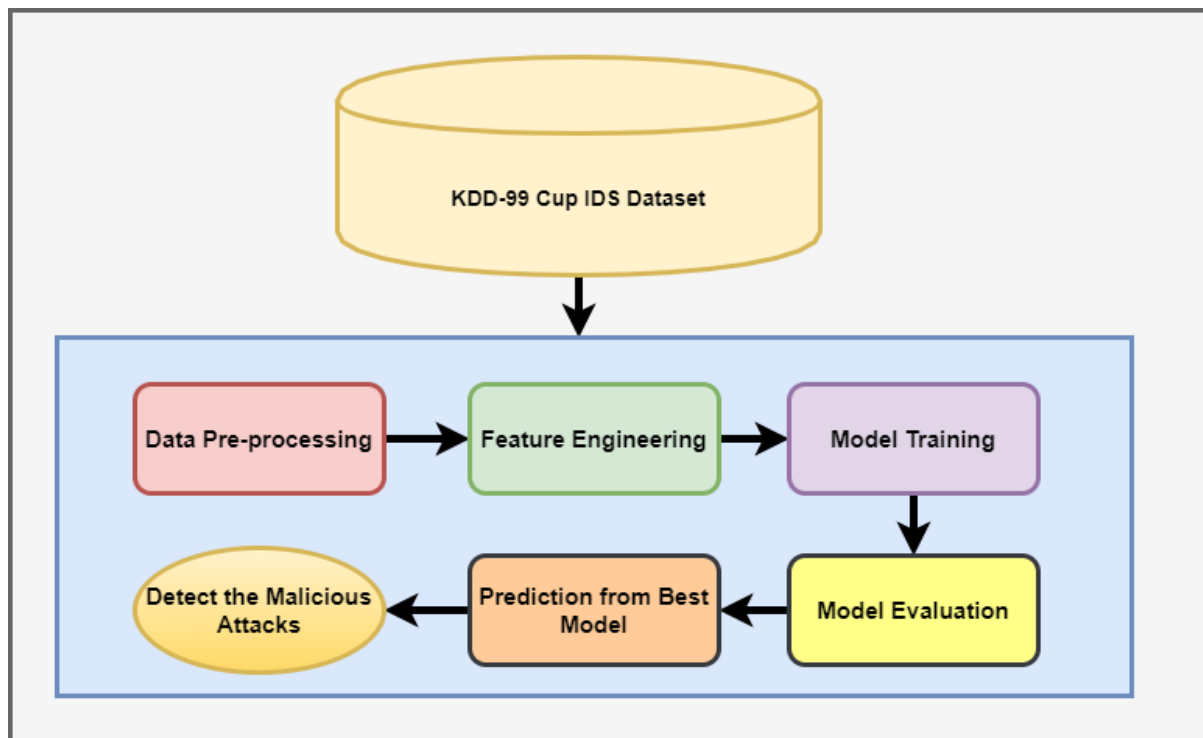 KDD-99 Cup IDS Dataset
Data Pre-processing
Feature Engineering
Model Training
Detect the Malicious
Attacks
Prediction from Best
Model
Model Evaluation